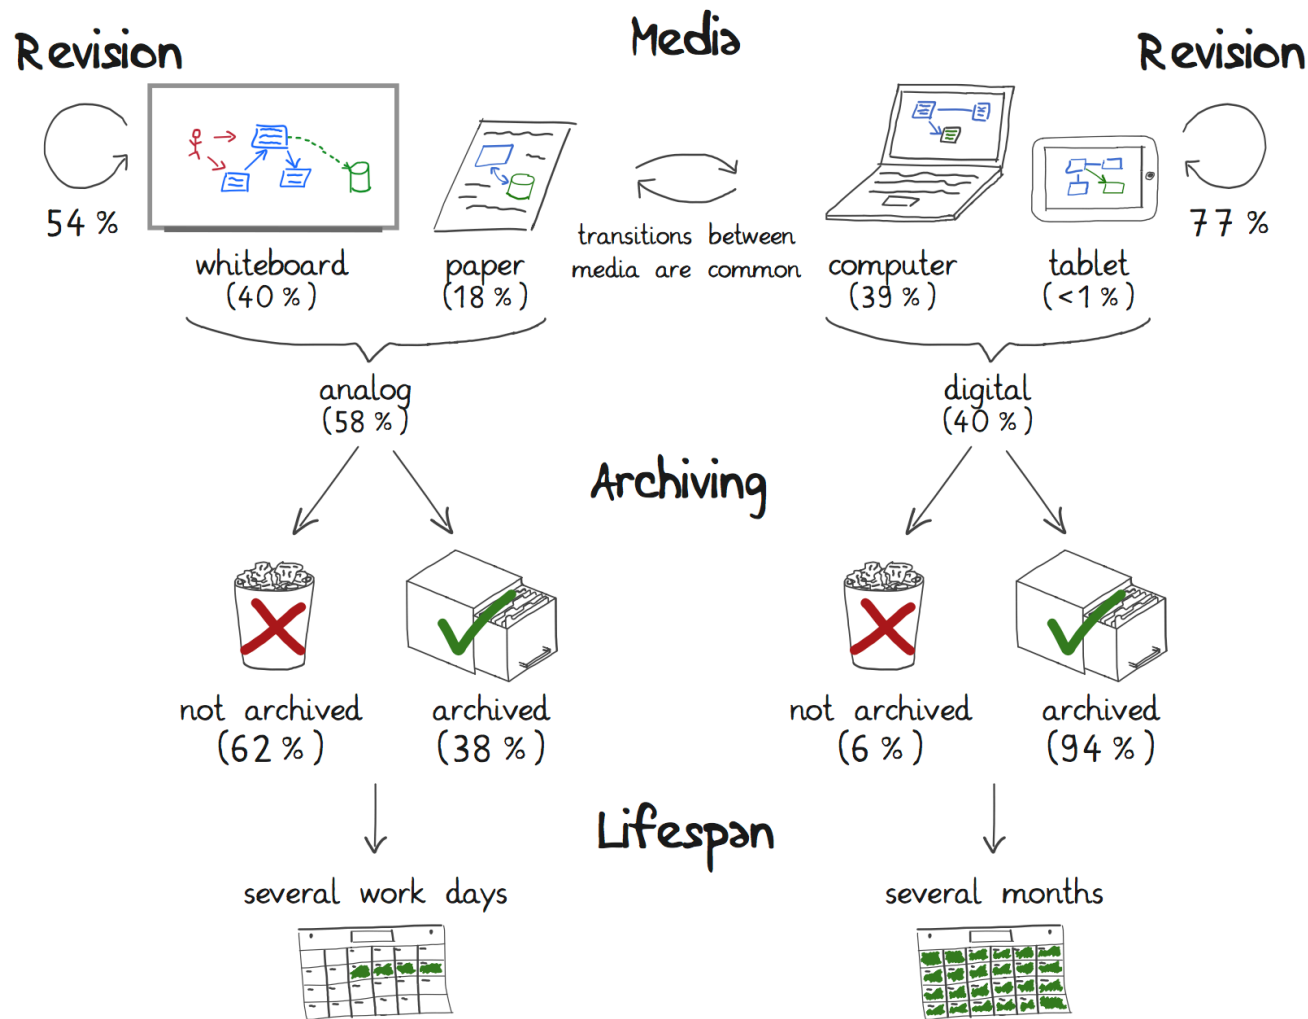 Revision
Media
Revision
54 %
transitions between
media are common
77 %
whiteboard
(40 %)
paper
(18 %)
computer
(39 %)
tablet
(<1 %)
analog
(58 %)
digital
(40 %)
Archiving
not archived
(62 %)
archived
(38 %)
not archived
(6 %)
archived
(94 %)
Lifespan
several work days
several months